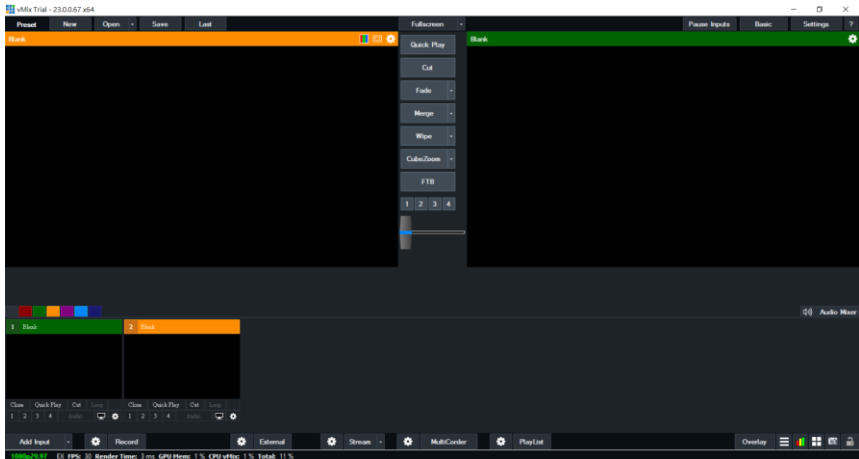 vMix Trial - 23.0.0.67 x64
Preset New Open Save Last Fullscreen Pause Inputs Basic Settings ?
Blank Blank
Quick Play
Cut
Fade
Merge
Wipe
CubeZoom
FTB
1 2 3 4
Audio Mixer
1 Blank 2 Blank
Close Quick Play Cut Loop Close Quick Play Cut Loop
1 2 3 4 Audio 1 2 3 4 Audio
Add Input Record External Stream MultiCorder PlayList Overlay
1080p29.97 EX FPS: 30 Render Time: 3 ms GPU Mem: 1 % CPU vMix: 1 % Total: 11 %